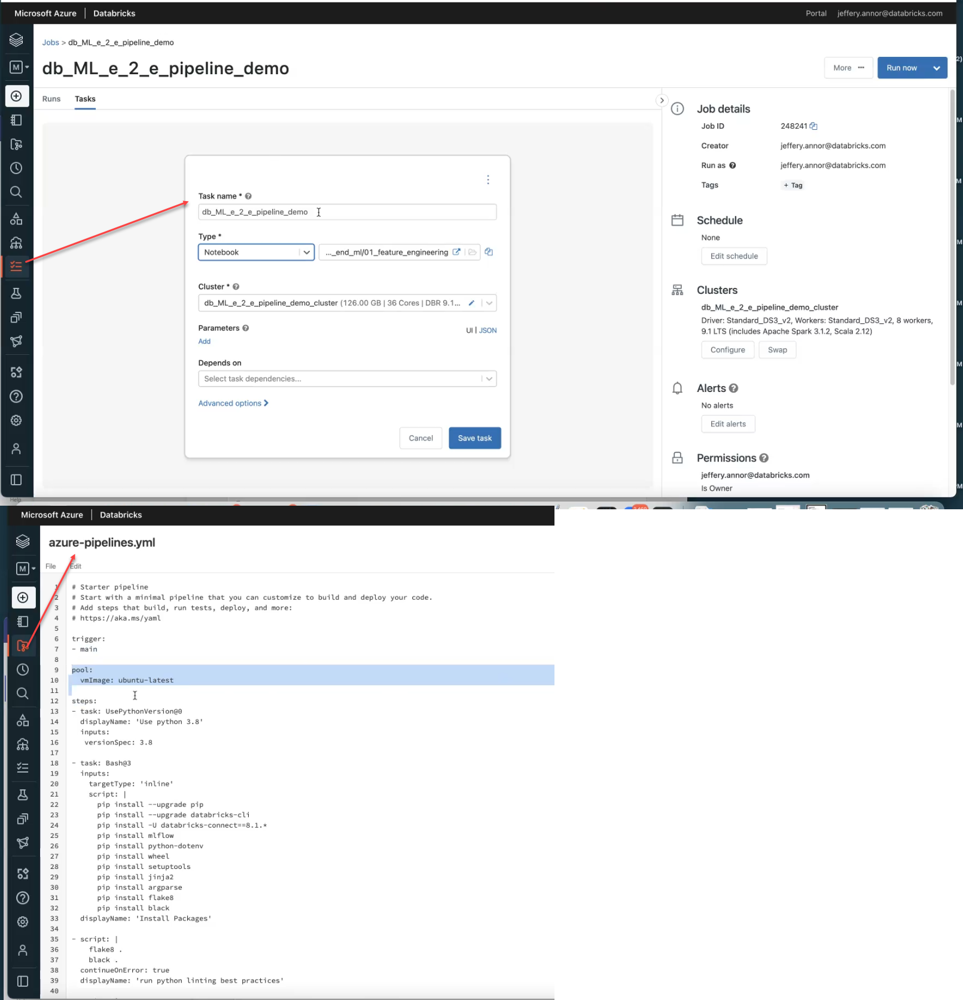 Microsoft Azure | Databricks
Portal jeffery.annor@databricks.com
Jobs > db_ML_e_2_e_pipeline_demo
db_ML_e_2_e_pipeline_demo
More ··· Run now
Runs Tasks
Task name *
db_ML_e_2_e_pipeline_demo
Type *
Notebook ..._end_ml/01_feature_engineering
Cluster *
db_ML_e_2_e_pipeline_demo_cluster (126.00 GB | 36 Cores | DBR 9.1...
Parameters UI | JSON
Add
Depends on
Select task dependencies...
Advanced options
Cancel Save task
Job details
Job ID 248241
Creator jeffery.annor@databricks.com
Run as jeffery.annor@databricks.com
Tags + Tag
Schedule
None
Edit schedule
Clusters
db_ML_e_2_e_pipeline_demo_cluster
Driver: Standard_DS3_v2, Workers: Standard_DS3_v2, 8 workers,
9.1 LTS (includes Apache Spark 3.1.2, Scala 2.12)
Configure Swap
Alerts
No alerts
Edit alerts
Permissions
jeffery.annor@databricks.com
Is Owner
M
Help
Microsoft Azure | Databricks
M
azure-pipelines.yml
File Edit
1 # Starter pipeline
2 # Start with a minimal pipeline that you can customize to build and deploy your code.
3 # Add steps that build, run tests, deploy, and more:
4 # https://aka.ms/yaml
5
6 trigger:
7 - main
8
9 pool:
10 vmImage: ubuntu-latest
11
12 steps:
13 - task: UsePythonVersion@0
14 displayName: 'Use python 3.8'
15 inputs:
16 versionSpec: 3.8
17
18 - task: Bash@3
19 inputs:
20 targetType: 'inline'
21 script: |
22 pip install --upgrade pip
23 pip install --upgrade databricks-cli
24 pip install -U databricks-connect==8.1.*
25 pip install mlflow
26 pip install python-dotenv
27 pip install wheel
28 pip install setuptools
29 pip install jinja2
30 pip install argparse
31 pip install flake8
32 pip install black
33 displayName: 'Install Packages'
34
35 - script: |
36 flake8 .
37 black .
38 continueOnError: true
39 displayName: 'run python linting best practices'
40